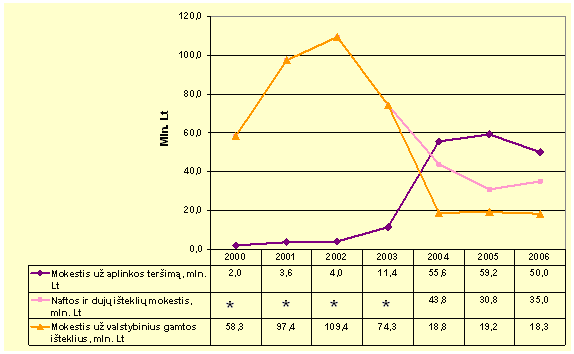 120,0
100,0
80,0
60,0
40,0
20,0
0,0
Mln. Lt
2000 2001 2002 2003 2004 2005 2006
Mokestis už aplinkos teršimą, mln. Lt 2,0 3,6 4,0 11,4 55,6 59,2 50,0
Naftos ir dujų išteklių mokestis, mln. Lt * * * * 43,8 30,8 35,0
Mokestis už valstybinius gamtos išteklius, mln. Lt 58,3 97,4 109,4 74,3 18,8 19,2 18,3